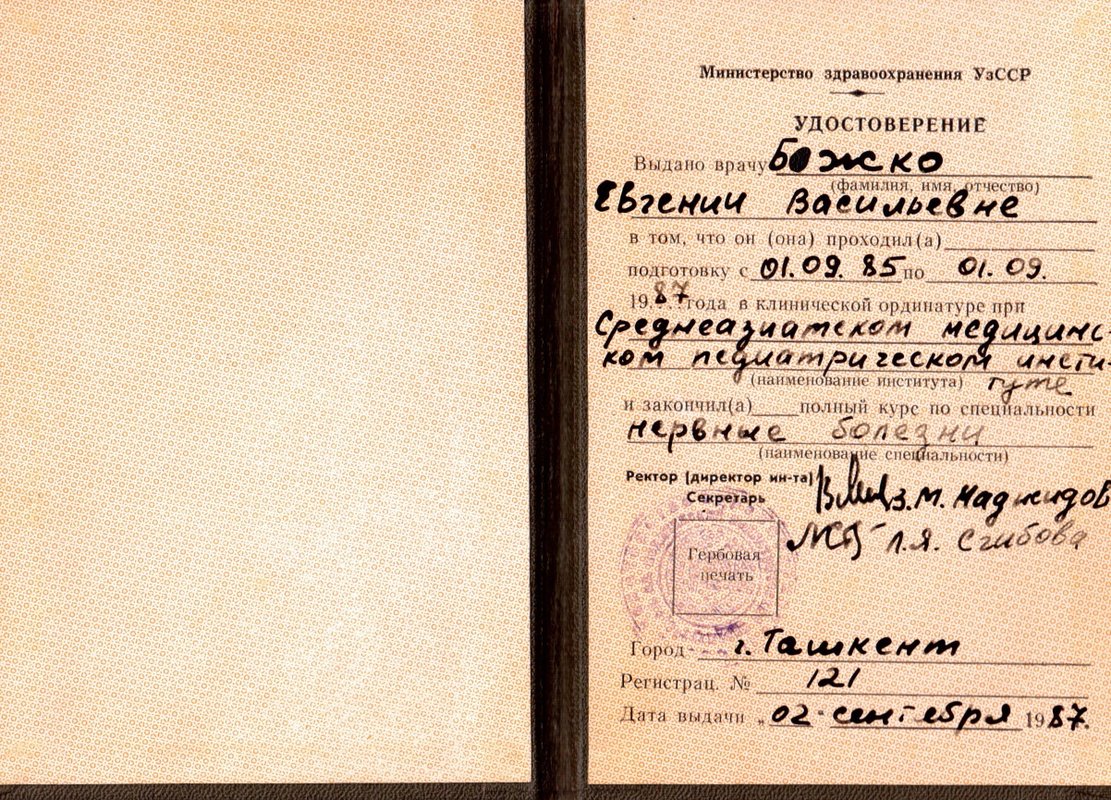 Министерство здравоохранения УзССР
УДОСТОВЕРЕНИЕ
Выдано врачу Божко
(фамилия, имя, отчество)
Евгении Васильевне
в том, что он (она) проходил(а)
подготовку с 01.09.85 по 01.09.
1987 года в клинической ординатуре при
Среднеазиатском медицинс-
ком педиатрическом инсти-
(наименование института) туте
и закончил(а) полный курс по специальности
нервные болезни
(наименование специальности)
Ректор (директор ин-та) З.М. Маджидов
Секретарь
Л.Я. Сгибова
Гербовая
печать
Город г. Ташкент
Регистрац. № 121
Дата выдачи „02 сентября 1987.